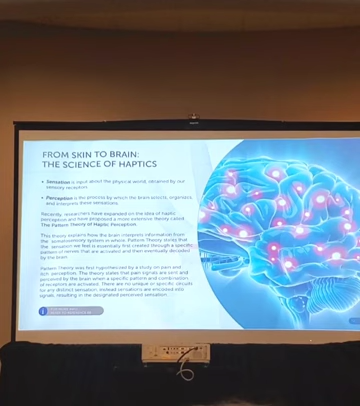 FROM SKIN TO BRAIN:
THE SCIENCE OF HAPTICS
• Sensation is input about the physical world, obtained by our
sensory receptors
• Perception is the process by which the brain selects, organizes,
and interprets these sensations.
Recently, researchers have expanded on the idea of haptic
perception and have proposed a more extensive theory called:
The Pattern Theory of Haptic Perception.
This theory explains how the brain interprets information from
the somatosensory system in whole. Pattern Theory states that
the sensation we feel is essentially first created through a specific
pattern of nerves that are activated and then eventually decoded
by the brain.
Pattern Theory was first hypothesized by a study on pain and
itch perception. The theory states that pain signals are sent and
perceived by the brain when a specific pattern and combination
of receptors are activated. There are no unique or specific circuits
for any distinct sensation; instead sensations are encoded into
signals, resulting in the designated perceived sensation.